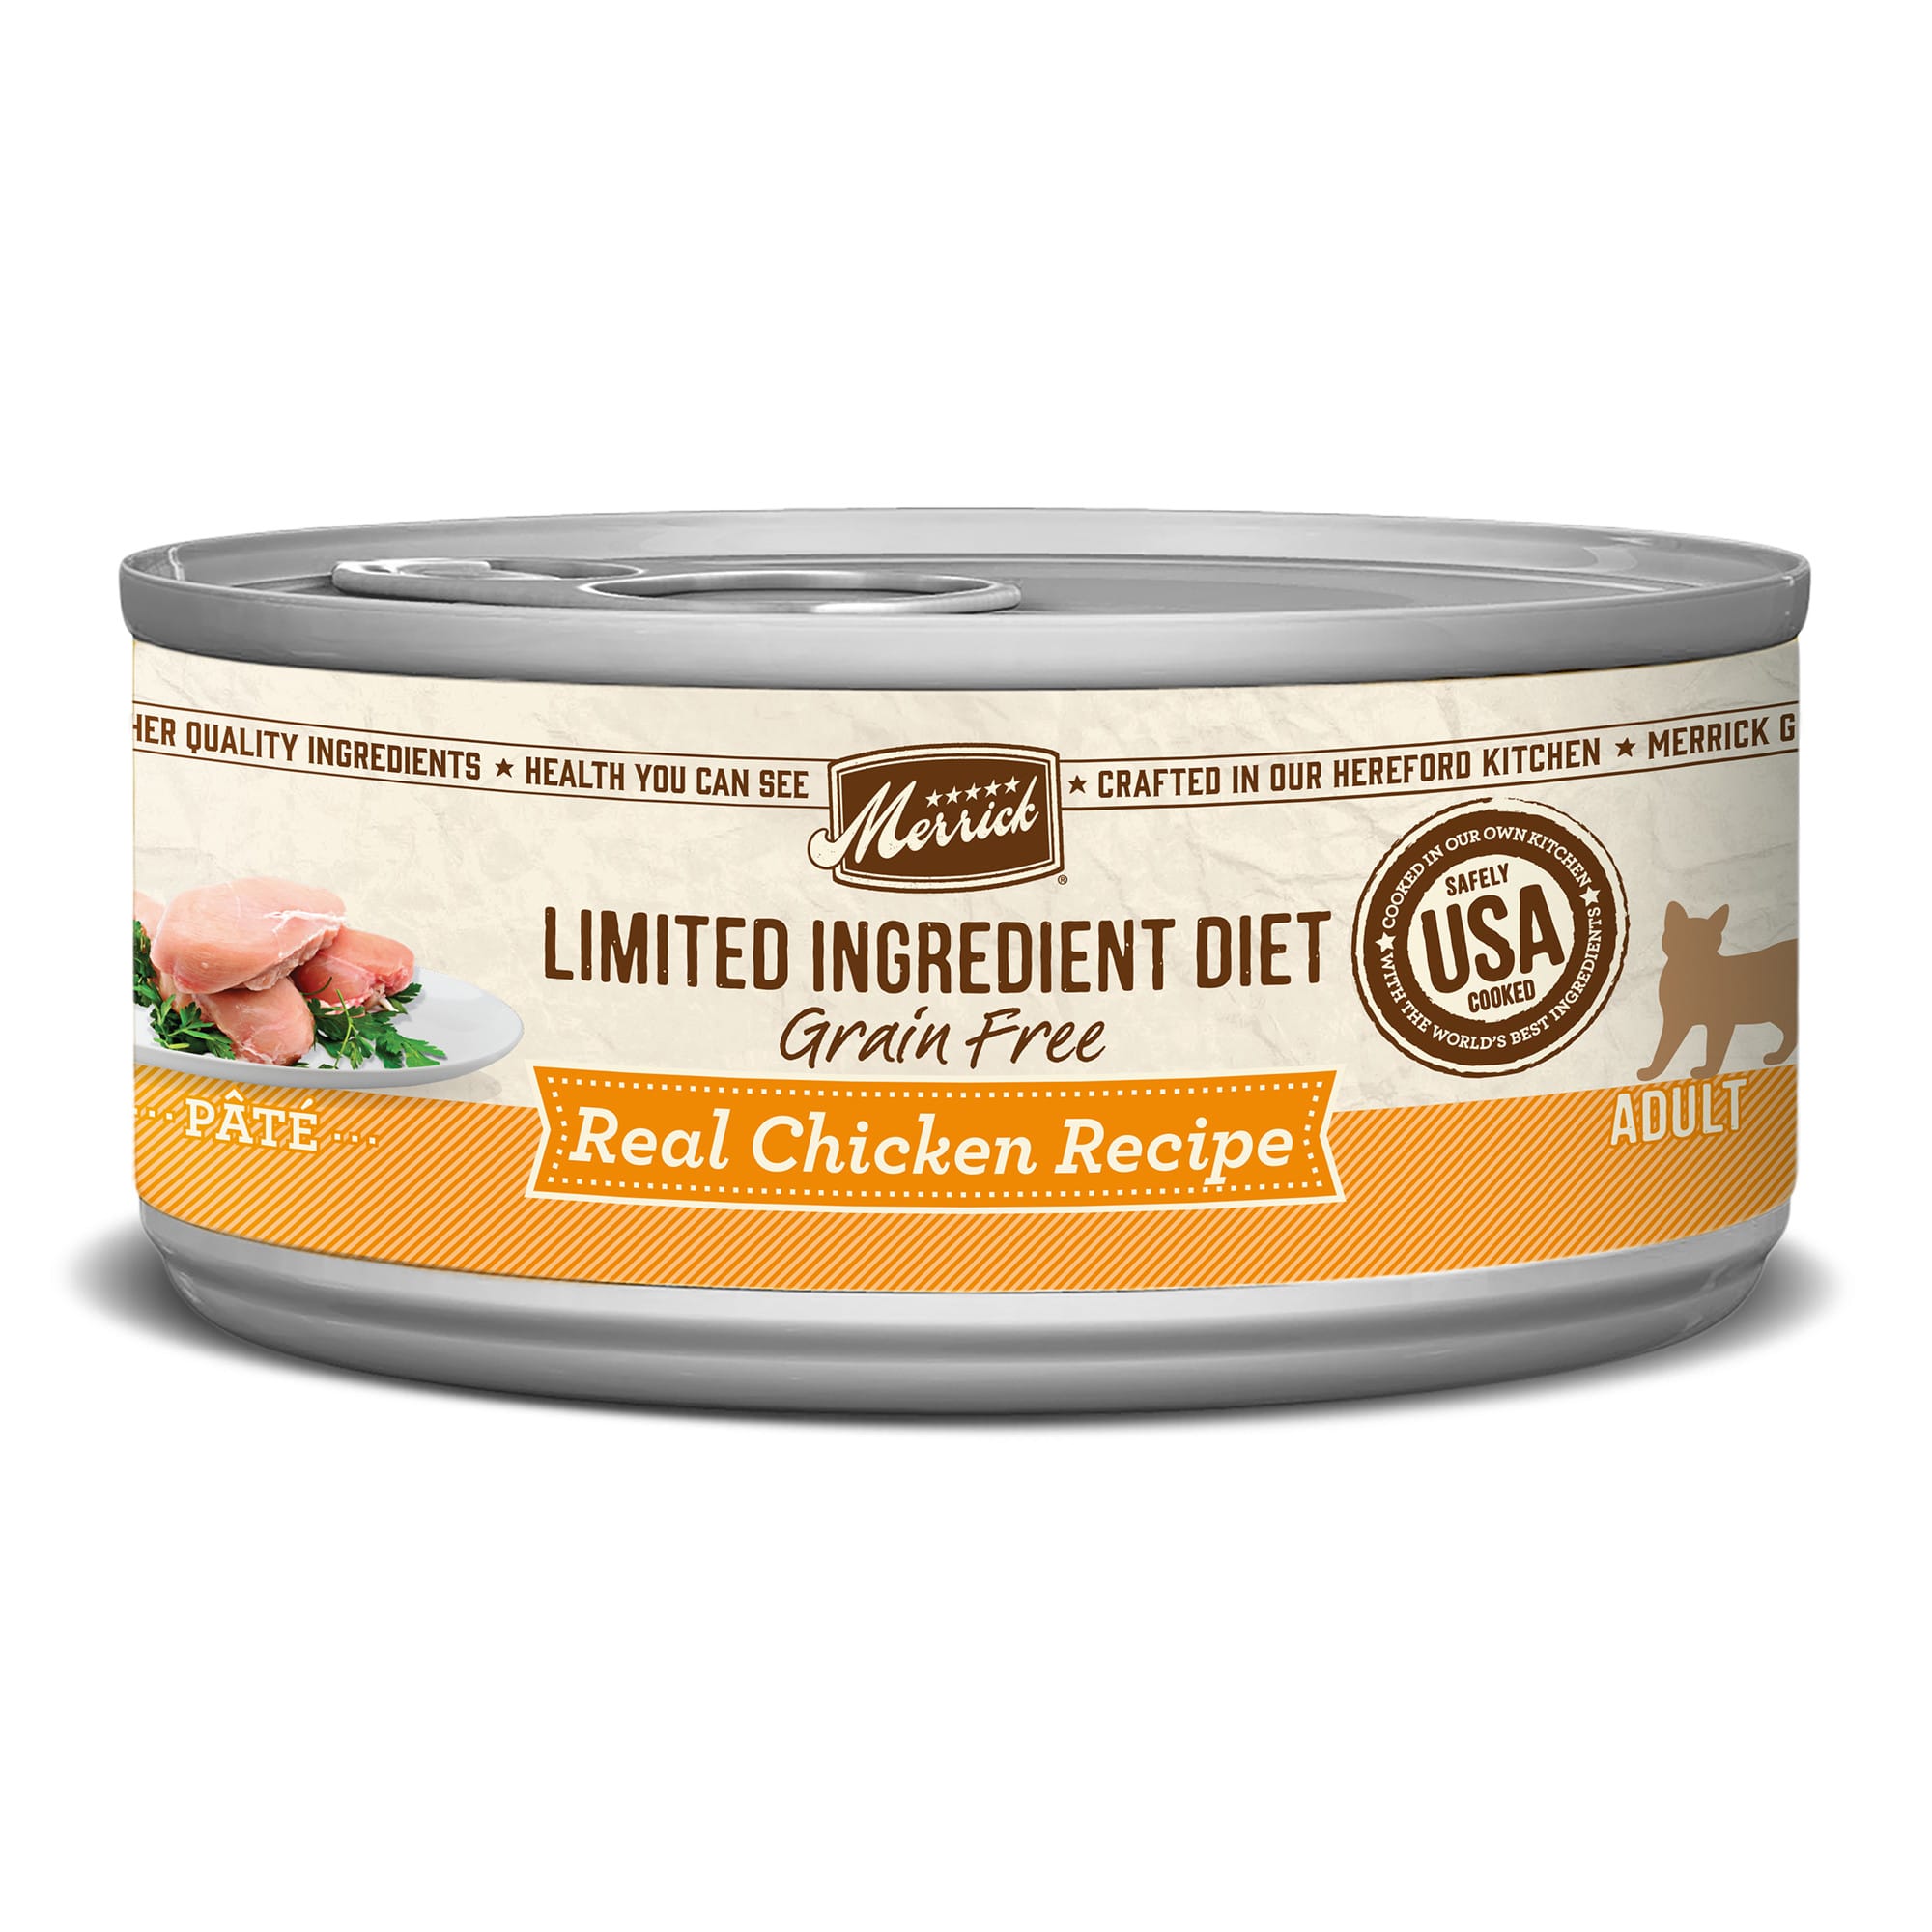 HER QUALITY INGREDIENTS ★ HEALTH YOU CAN SEE
Merrick ®
★ CRAFTED IN OUR HEREFORD KITCHEN ★ MERRICK G
LIMITED INGREDIENT DIET
Grain Free
Real Chicken Recipe
PÂTÉ
★ COOKED IN OUR OWN KITCHEN ★
WITH THE WORLD'S BEST INGREDIENTS
SAFELY
USA
COOKED
ADULT